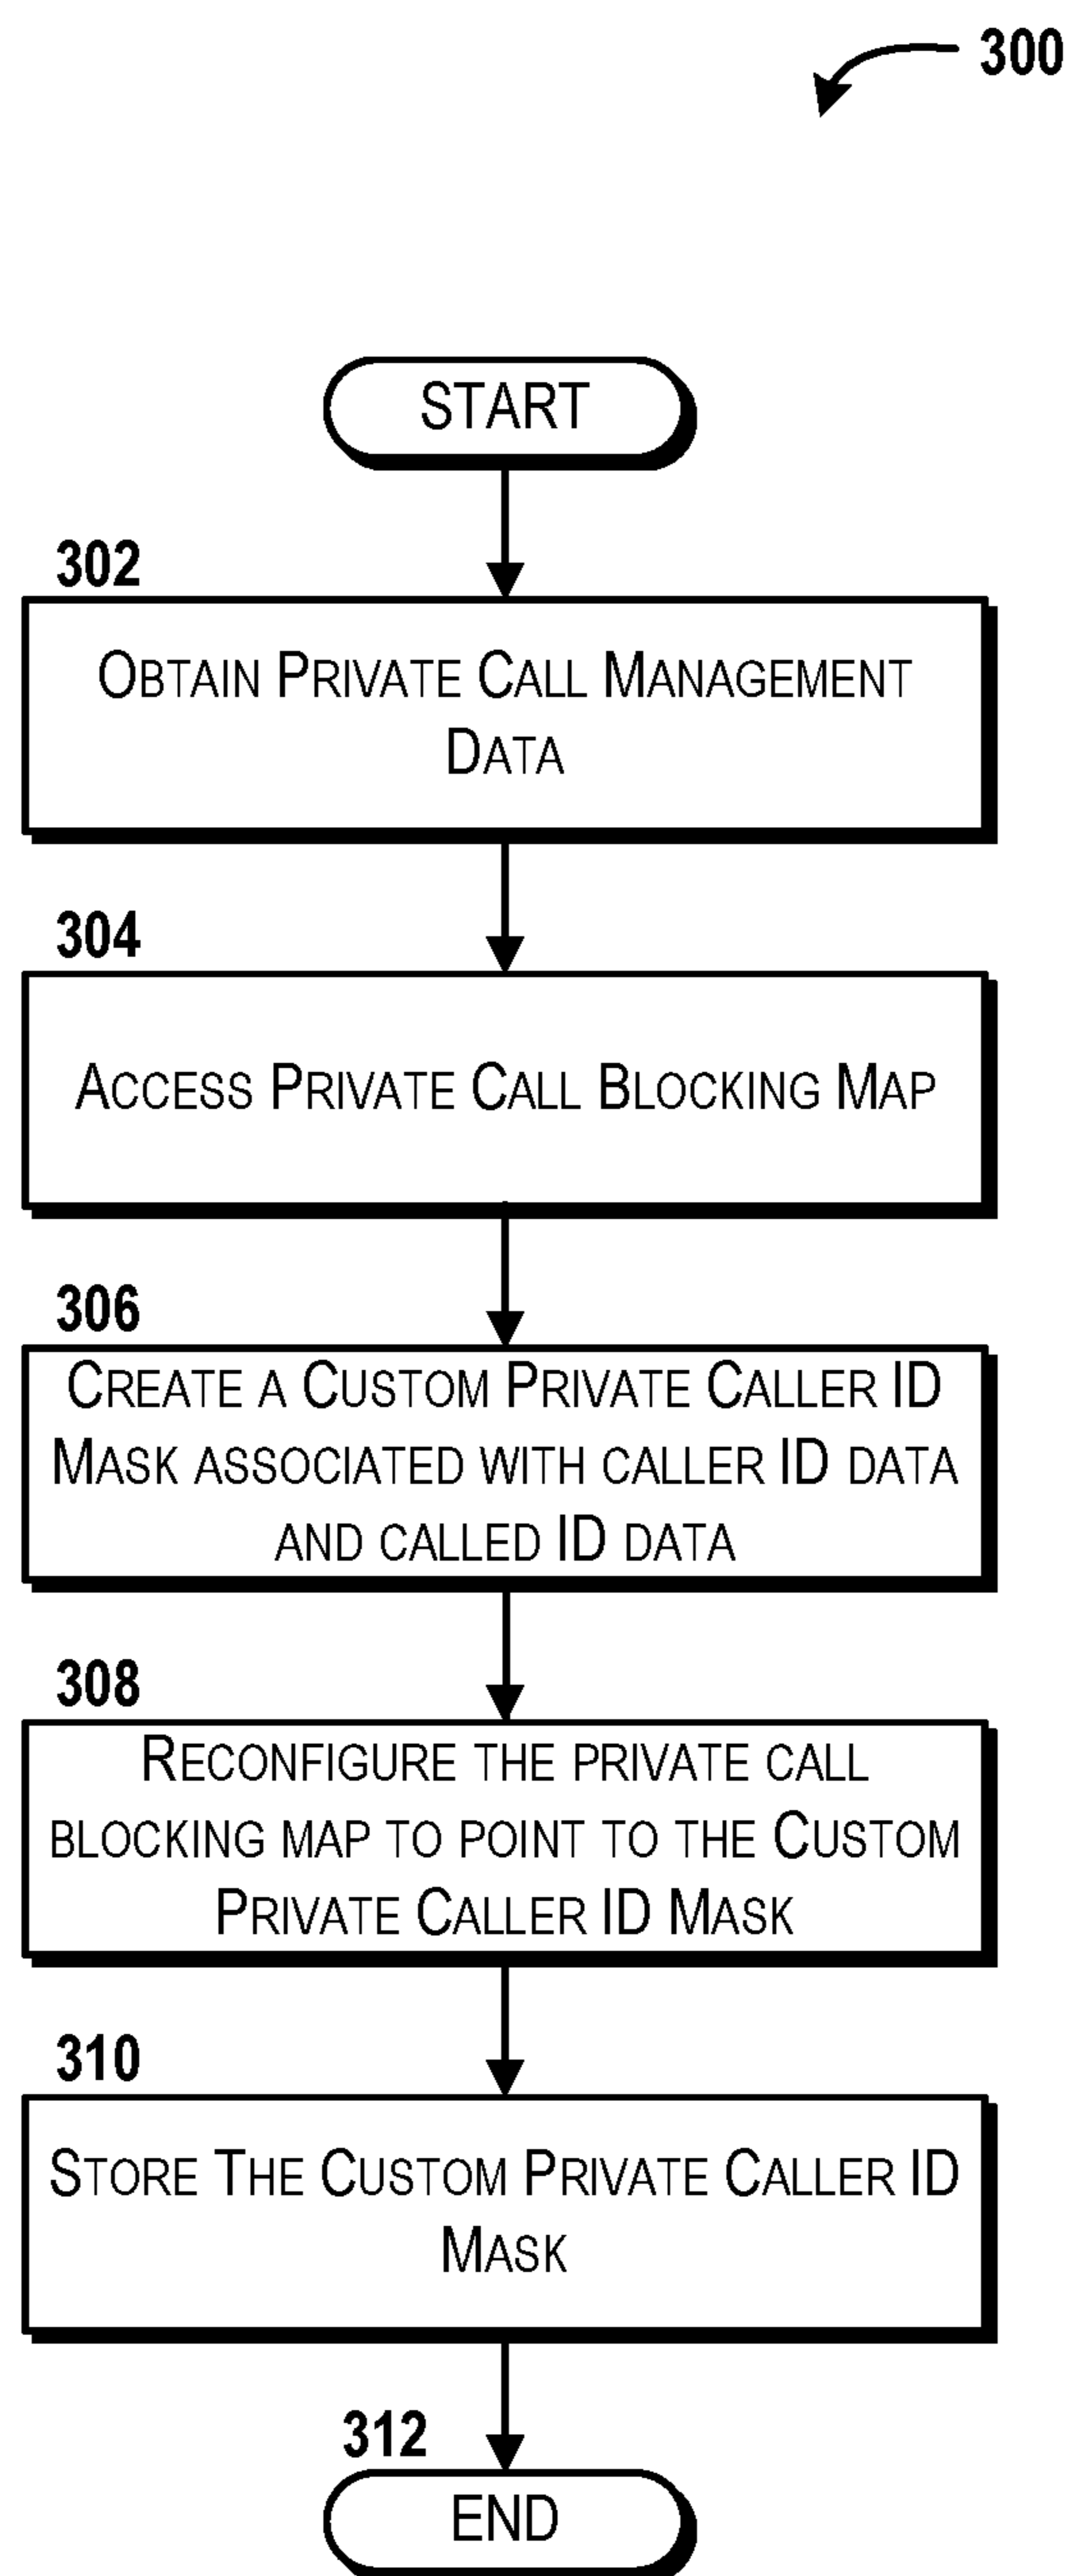 300
START
302
OBTAIN PRIVATE CALL MANAGEMENT
DATA
304
ACCESS PRIVATE CALL BLOCKING MAP
306
CREATE A CUSTOM PRIVATE CALLER ID
MASK ASSOCIATED WITH CALLER ID DATA
AND CALLED ID DATA
308
RECONFIGURE THE PRIVATE CALL
BLOCKING MAP TO POINT TO THE CUSTOM
PRIVATE CALLER ID MASK
310
STORE THE CUSTOM PRIVATE CALLER ID
MASK
312
END